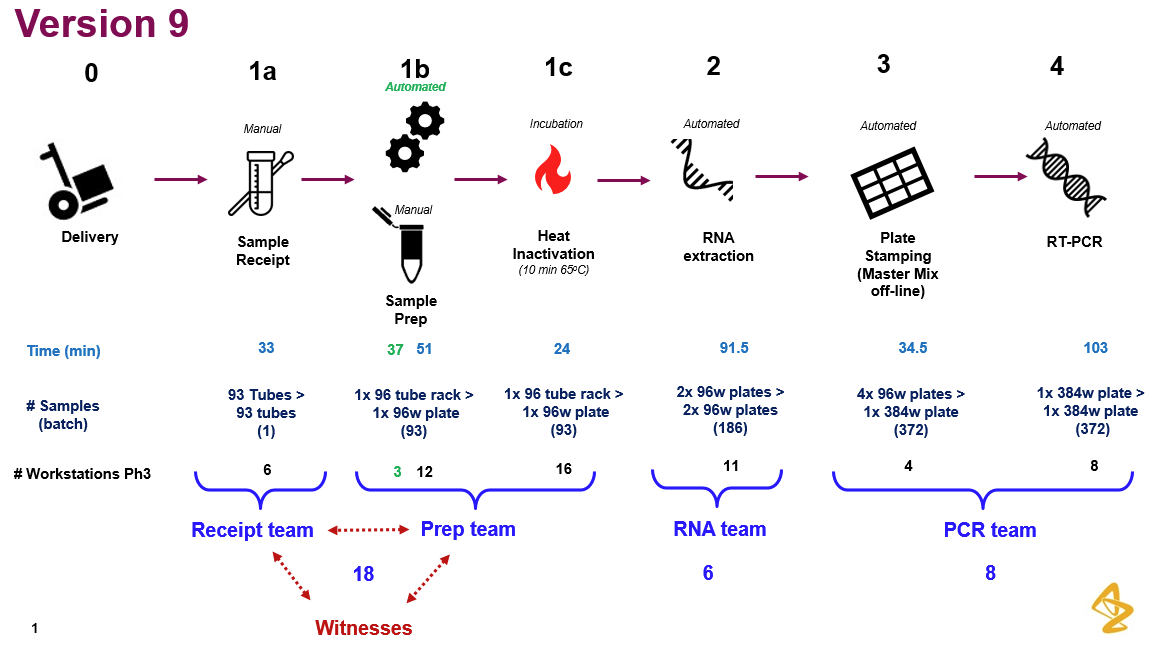 Version 9
0
1a
1b
1c
2
3
4
Automated
Manual
Incubation
Automated
Automated
Automated
Manual
Delivery
Sample
Receipt
Sample
Prep
Heat
Inactivation
(10 min 65ºC)
RNA
extraction
Plate
Stamping
(Master Mix
off-line)
RT-PCR
Time (min)
33
37 51
24
91.5
34.5
103
# Samples
(batch)
93 Tubes >
93 tubes
(1)
1x 96 tube rack >
1x 96w plate
(93)
1x 96 tube rack >
1x 96w plate
(93)
2x 96w plates >
2x 96w plates
(186)
4x 96w plates >
1x 384w plate
(372)
1x 384w plate >
1x 384w plate
(372)
# Workstations Ph3
6
3 12
16
11
4
8
Receipt team
Prep team
RNA team
PCR team
18
6
8
Witnesses
1